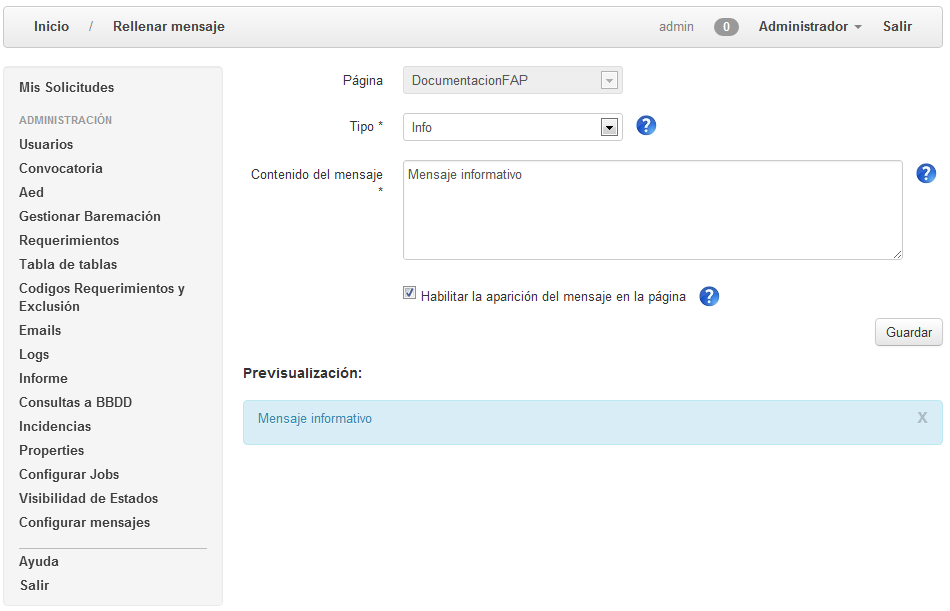 Inicio / Rellenar mensaje admin 0 Administrador Salir
Mis Solicitudes
ADMINISTRACIÓN
Usuarios
Convocatoria
Aed
Gestionar Baremación
Requerimientos
Tabla de tablas
Codigos Requerimientos y
Exclusión
Emails
Logs
Informe
Consultas a BBDD
Incidencias
Properties
Configurar Jobs
Visibilidad de Estados
Configurar mensajes
Ayuda
Salir
Página DocumentacionFAP
Tipo * Info ?
Contenido del mensaje
*
Mensaje informativo ?
Habilitar la aparición del mensaje en la página ?
Guardar
Previsualización:
Mensaje informativo X